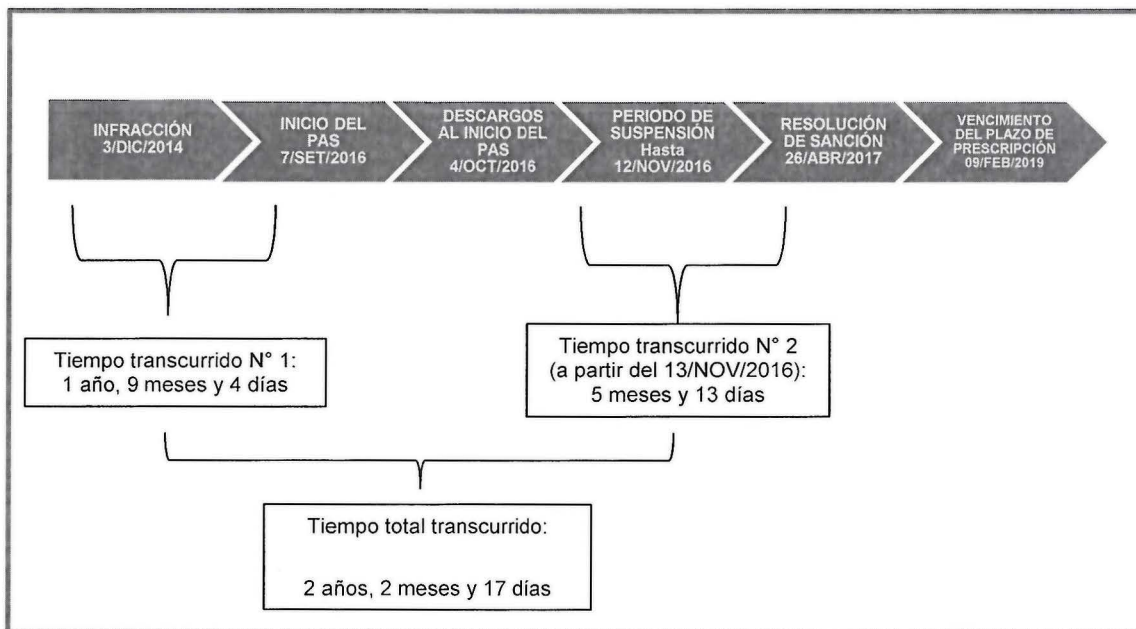 INFRACCIÓN
3/DIC/2014
INICIO DEL
PAS
7/SET/2016
DESCARGOS
AL INICIO DEL
PAS
4/OCT/2016
PERIODO DE
SUSPENSIÓN
Hasta
12/NOV/2016
RESOLUCIÓN
DE SANCIÓN
26/ABR/2017
VENCIMIENTO
DEL PLAZO DE
PRESCRIPCIÓN
09/FEB/2019
Tiempo transcurrido N° 1:
1 año, 9 meses y 4 días
Tiempo transcurrido N° 2
(a partir del 13/NOV/2016):
5 meses y 13 días
Tiempo total transcurrido:
2 años, 2 meses y 17 días